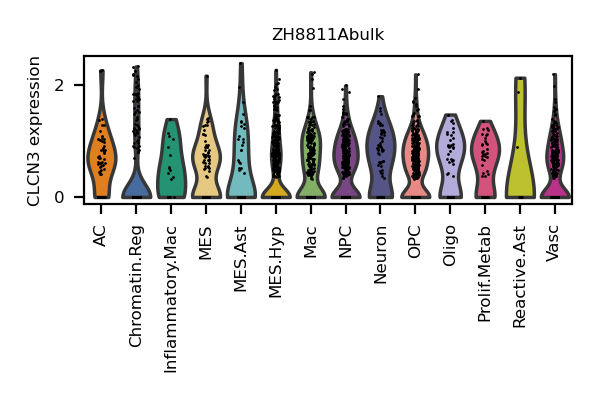 ZH8811Abulk
CLCN3 expression
2
0
AC
Chromatin.Reg
Inflammatory.Mac
MES
MES.Ast
MES.Hyp
Mac
NPC
Neuron
OPC
Oligo
Prolif.Metab
Reactive.Ast
Vasc